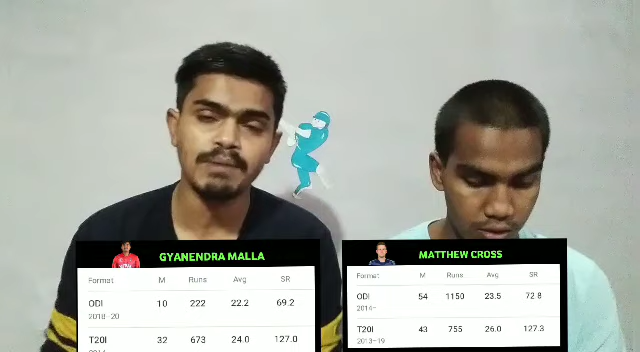 GYANENDRA MALLA
Format M Runs Avg SR
ODI 10 222 22.2 69.2
2018-20
T20I 32 673 24.0 127.0
2014
MATTHEW CROSS
Format M Runs Avg SR
ODI 54 1150 23.5 72.8
2014-
T20I 43 755 26.0 127.3
2013-19